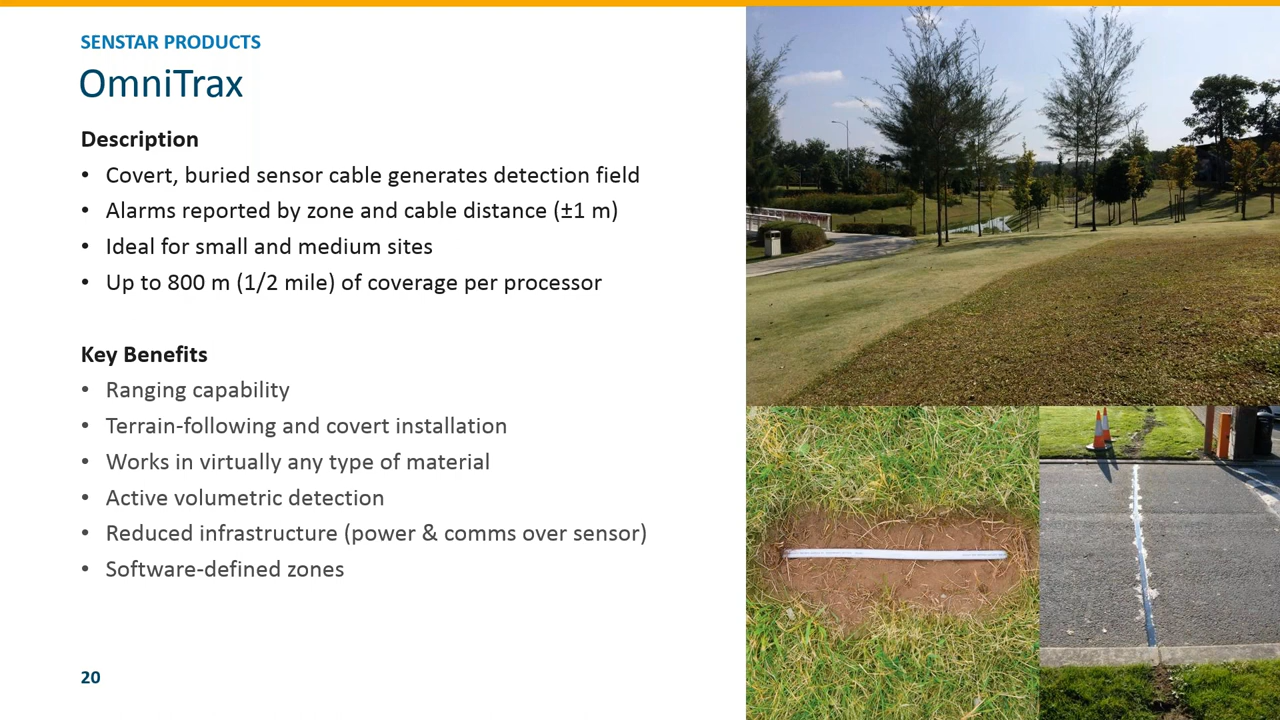 SENSTAR PRODUCTS
OmniTrax
Description
• Covert, buried sensor cable generates detection field
• Alarms reported by zone and cable distance (±1 m)
• Ideal for small and medium sites
• Up to 800 m (1/2 mile) of coverage per processor
Key Benefits
• Ranging capability
• Terrain-following and covert installation
• Works in virtually any type of material
• Active volumetric detection
• Reduced infrastructure (power & comms over sensor)
• Software-defined zones
20